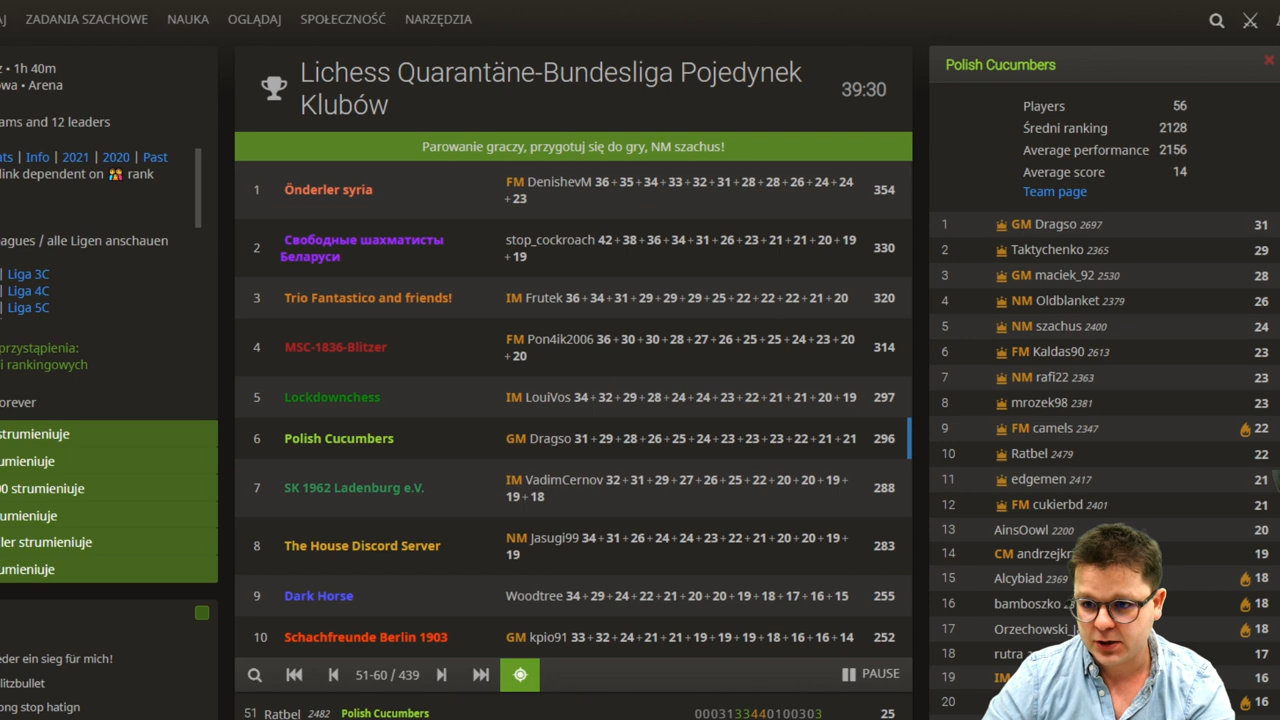 ZADANIA SZACHOWE NAUKA OGLĄDAJ SPOŁECZNOŚĆ NARZĘDZIA
• 1h 40m
• Arena
and 12 leaders
| Info | 2021 | 2020 | Past
link dependent on rank
/ alle Ligen anschauen
| Liga 3C
| Liga 4C
| Liga 5C
przystąpienia:
rankingowych
strumieniuje
strumieniuje
ein sieg für mich!
stop hatign
Lichess Quarantäne-Bundesliga Pojedynek
Klubów
39:30
Parowanie graczy, przygotuj się do gry, NM szachus!
1 Önderler syria FM DenishevM 36+35+34+33+32+31+28+28+26+24+24 354
+23
2 Свободные шахматисты
Беларуси stop_cockroach 42+38+36+34+31+26+23+21+21+20+19 330
+19
3 Trio Fantastico and friends! IM Frutek 36+34+31+29+29+29+25+22+22+22+21+20 320
4 MSC-1836-Blitzer FM Pon4ik2006 36+30+30+28+27+26+25+25+24+23+20 314
+20
5 Lockdownchess IM LouiVos 34+32+29+28+24+24+23+22+21+21+20+19 297
6 Polish Cucumbers GM Dragso 31+29+28+26+25+24+23+23+23+22+21+21 296
7 SK 1962 Ladenburg e.V. IM VadimCernov 32+31+29+27+26+25+22+20+20+19+ 288
19+18
8 The House Discord Server NM Jasugi99 34+31+26+24+24+23+22+21+20+20+19+ 283
19
9 Dark Horse Woodtree 34+29+24+22+21+20+20+19+18+17+16+15 255
10 Schachfreunde Berlin 1903 GM kpio91 33+32+24+21+21+19+19+19+18+16+16+14 252
51-60 / 439 PAUSE
51 Ratbel 2482 Polish Cucumbers 0003133440100303 25
Polish Cucumbers
Players 56
Średni ranking 2128
Average performance 2156
Average score 14
Team page
1 GM Dragso 2697 31
2 Taktychenko 2365 29
3 GM maciek_92 2530 28
4 NM Oldblanket 2379 26
5 NM szachus 2400 24
6 FM Kaldas90 2613 23
7 NM rafi22 2363 23
8 mrozek98 2381 23
9 FM camels 2347 22
10 Ratbel 2479 22
11 edgemen 2417 21
12 FM cukierbd 2401 21
13 AinsOowl 2200 20
14 CM 19
15 Alcybiad 2369 18
16 bamboszko 18
17 18
18 rutra 17
19 16
20 16